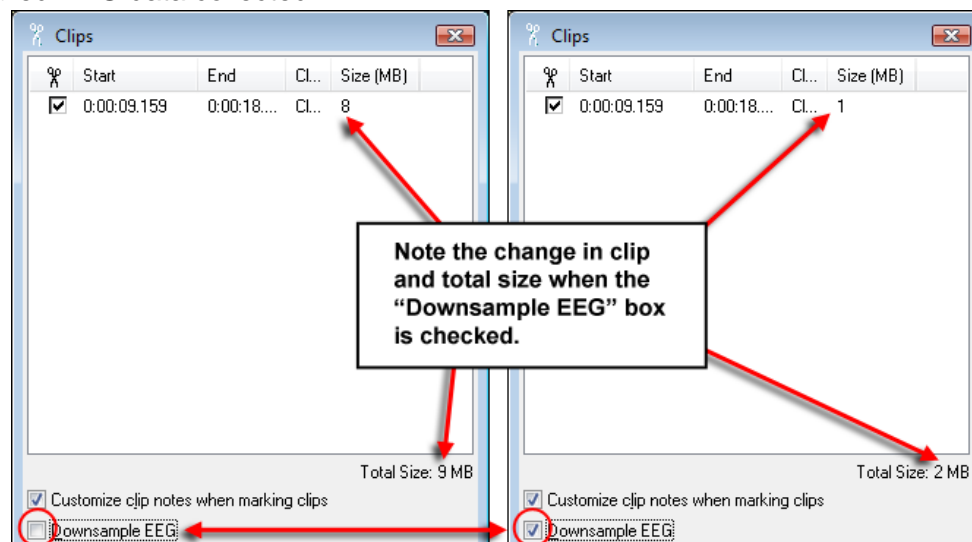 Clips
Start End Cl... Size (MB)
0:00:09.159 0:00:18.... Cl... 8
Total Size: 9 MB
Customize clip notes when marking clips
Downsample EEG
Clips
Start End Cl... Size (MB)
0:00:09.159 0:00:18.... Cl... 1
Total Size: 2 MB
Customize clip notes when marking clips
Downsample EEG
Note the change in clip
and total size when the
“Downsample EEG” box
is checked.